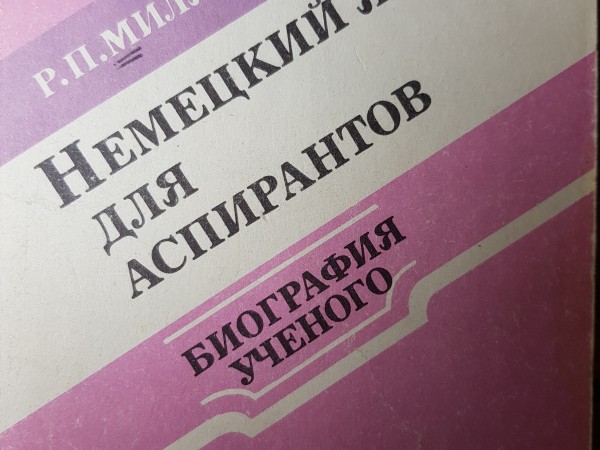 Р.П.
НЕМЕЦКИЙ
ДЛЯ
АСПИРАНТОВ
БИОГРАФИЯ
УЧЕНОГО